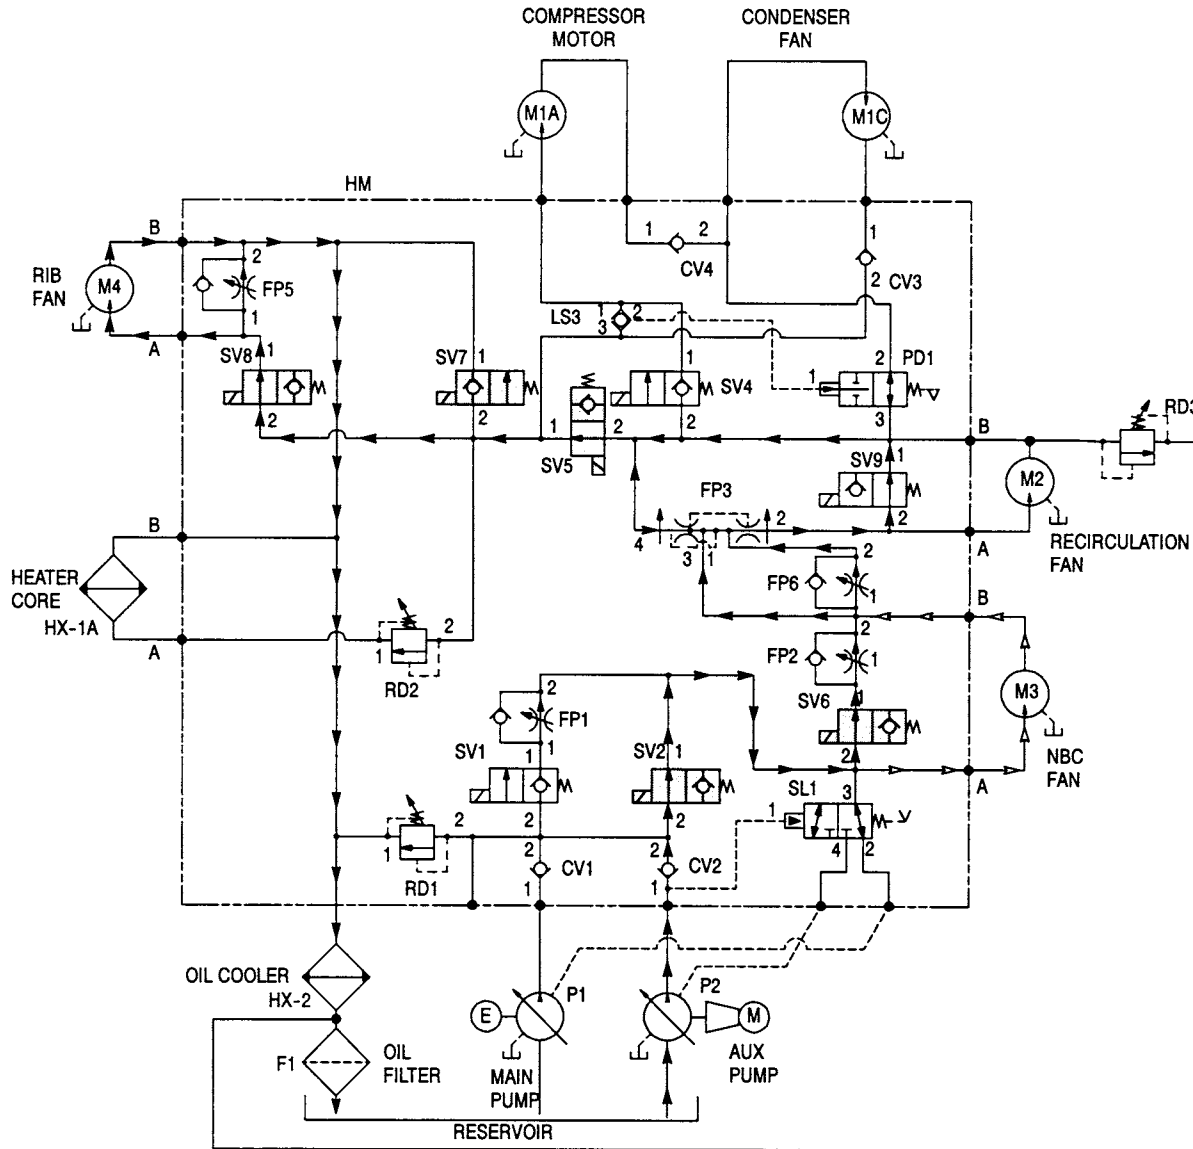 COMPRESSOR
MOTOR
CONDENSER
FAN
M1A
M1C
HM
B
1
2
CV4
1
2
CV3
RIB
FAN
M4
2
FP5
1
A
LS3
1
2
3
SV8
1
2
SV7
1
2
1
SV4
2
1
2
PD1
3
1
SV5
2
B
RD3
SV9
1
2
M2
FP3
4
3
1
2
A
RECIRCULATION
FAN
B
HEATER
CORE
HX-1A
A
2
FP6
1
B
2
1
RD2
2
FP2
1
M3
SV6
1
2
NBC
FAN
A
2
FP1
1
SV1
1
2
SV2
1
2
SL1
3
1
4
2
2
1
RD1
2
CV1
1
2
CV2
1
OIL COOLER
HX-2
P1
E
P2
M
F1
OIL
FILTER
MAIN
PUMP
AUX
PUMP
RESERVOIR